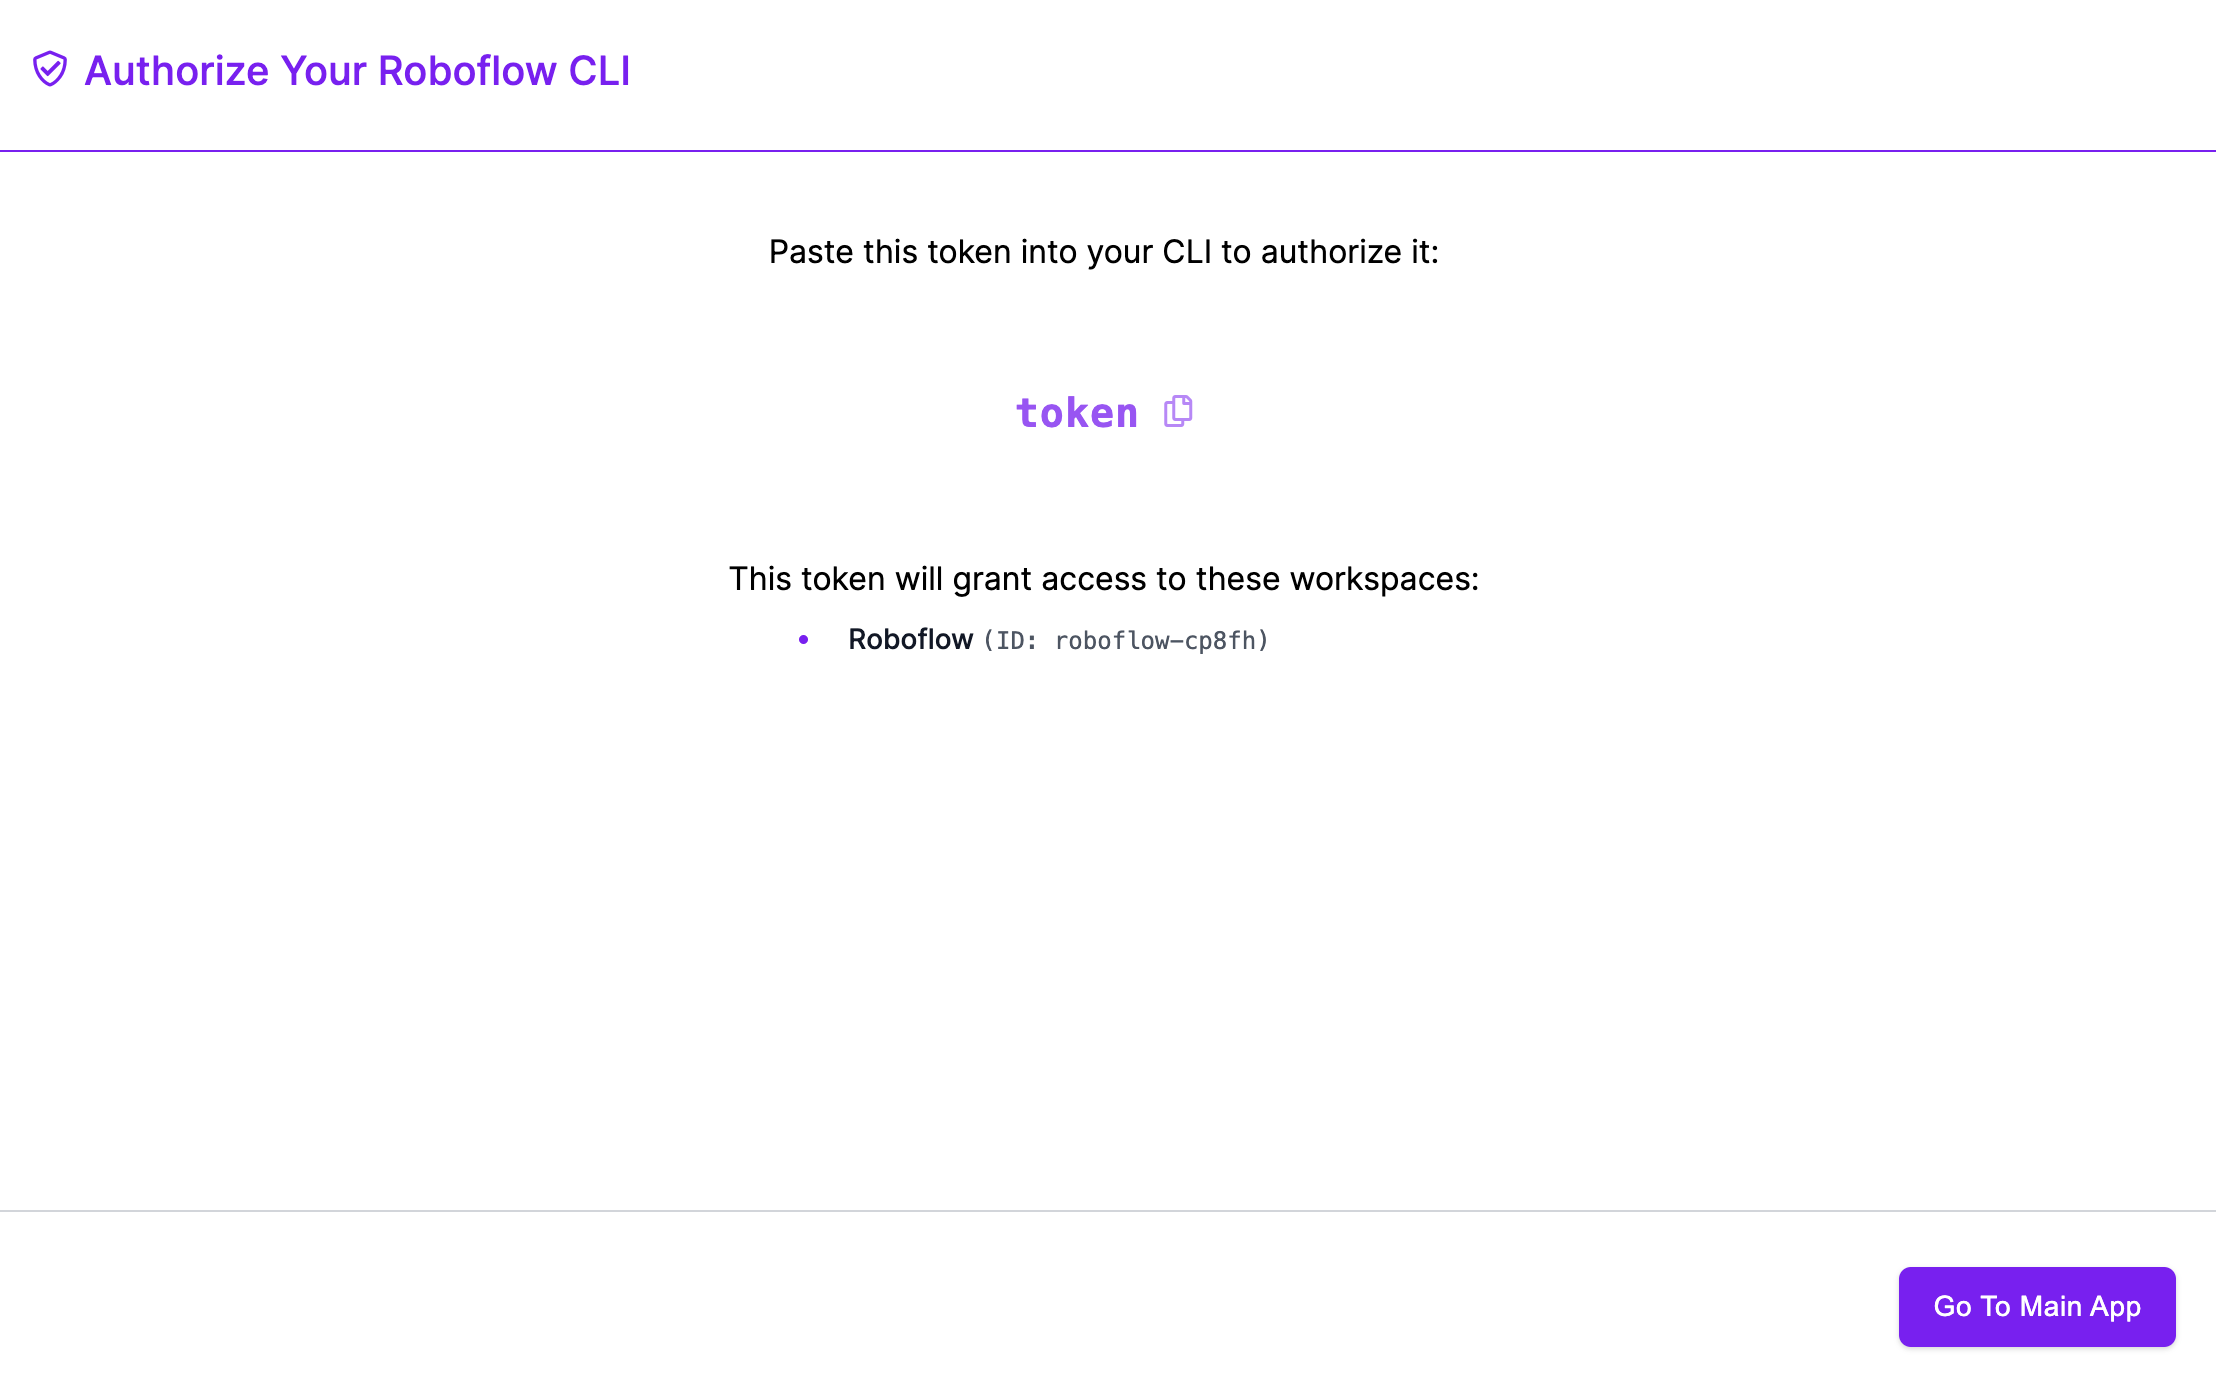 Authorize Your Roboflow CLI
Paste this token into your CLI to authorize it:
token
This token will grant access to these workspaces:
• Roboflow (ID: roboflow-cp8fh)
Go To Main App